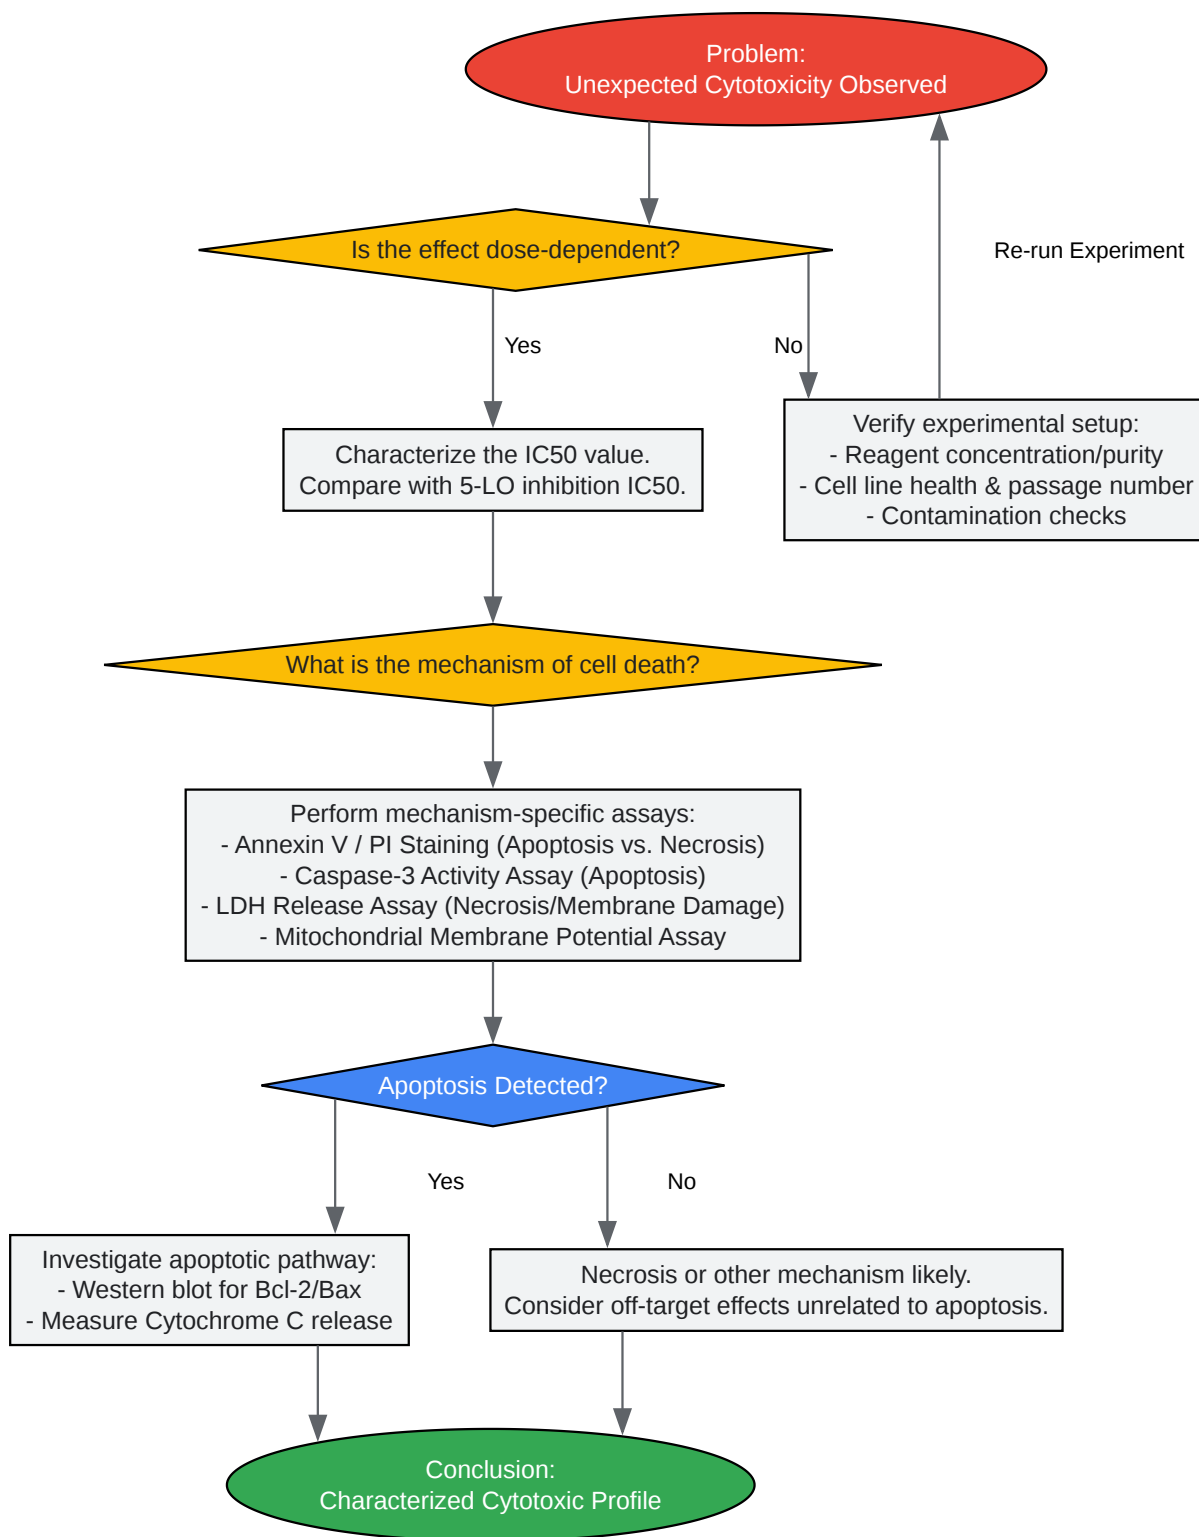 Problem:
Unexpected Cytotoxicity Observed
Is the effect dose-dependent?
Re-run Experiment
Yes
No
Characterize the IC50 value.
Compare with 5-LO inhibition IC50.
Verify experimental setup:
- Reagent concentration/purity
- Cell line health & passage number
- Contamination checks
What is the mechanism of cell death?
Perform mechanism-specific assays:
- Annexin V / PI Staining (Apoptosis vs. Necrosis)
- Caspase-3 Activity Assay (Apoptosis)
- LDH Release Assay (Necrosis/Membrane Damage)
- Mitochondrial Membrane Potential Assay
Apoptosis Detected?
Yes
No
Investigate apoptotic pathway:
- Western blot for Bcl-2/Bax
- Measure Cytochrome C release
Necrosis or other mechanism likely.
Consider off-target effects unrelated to apoptosis.
Conclusion:
Characterized Cytotoxic Profile